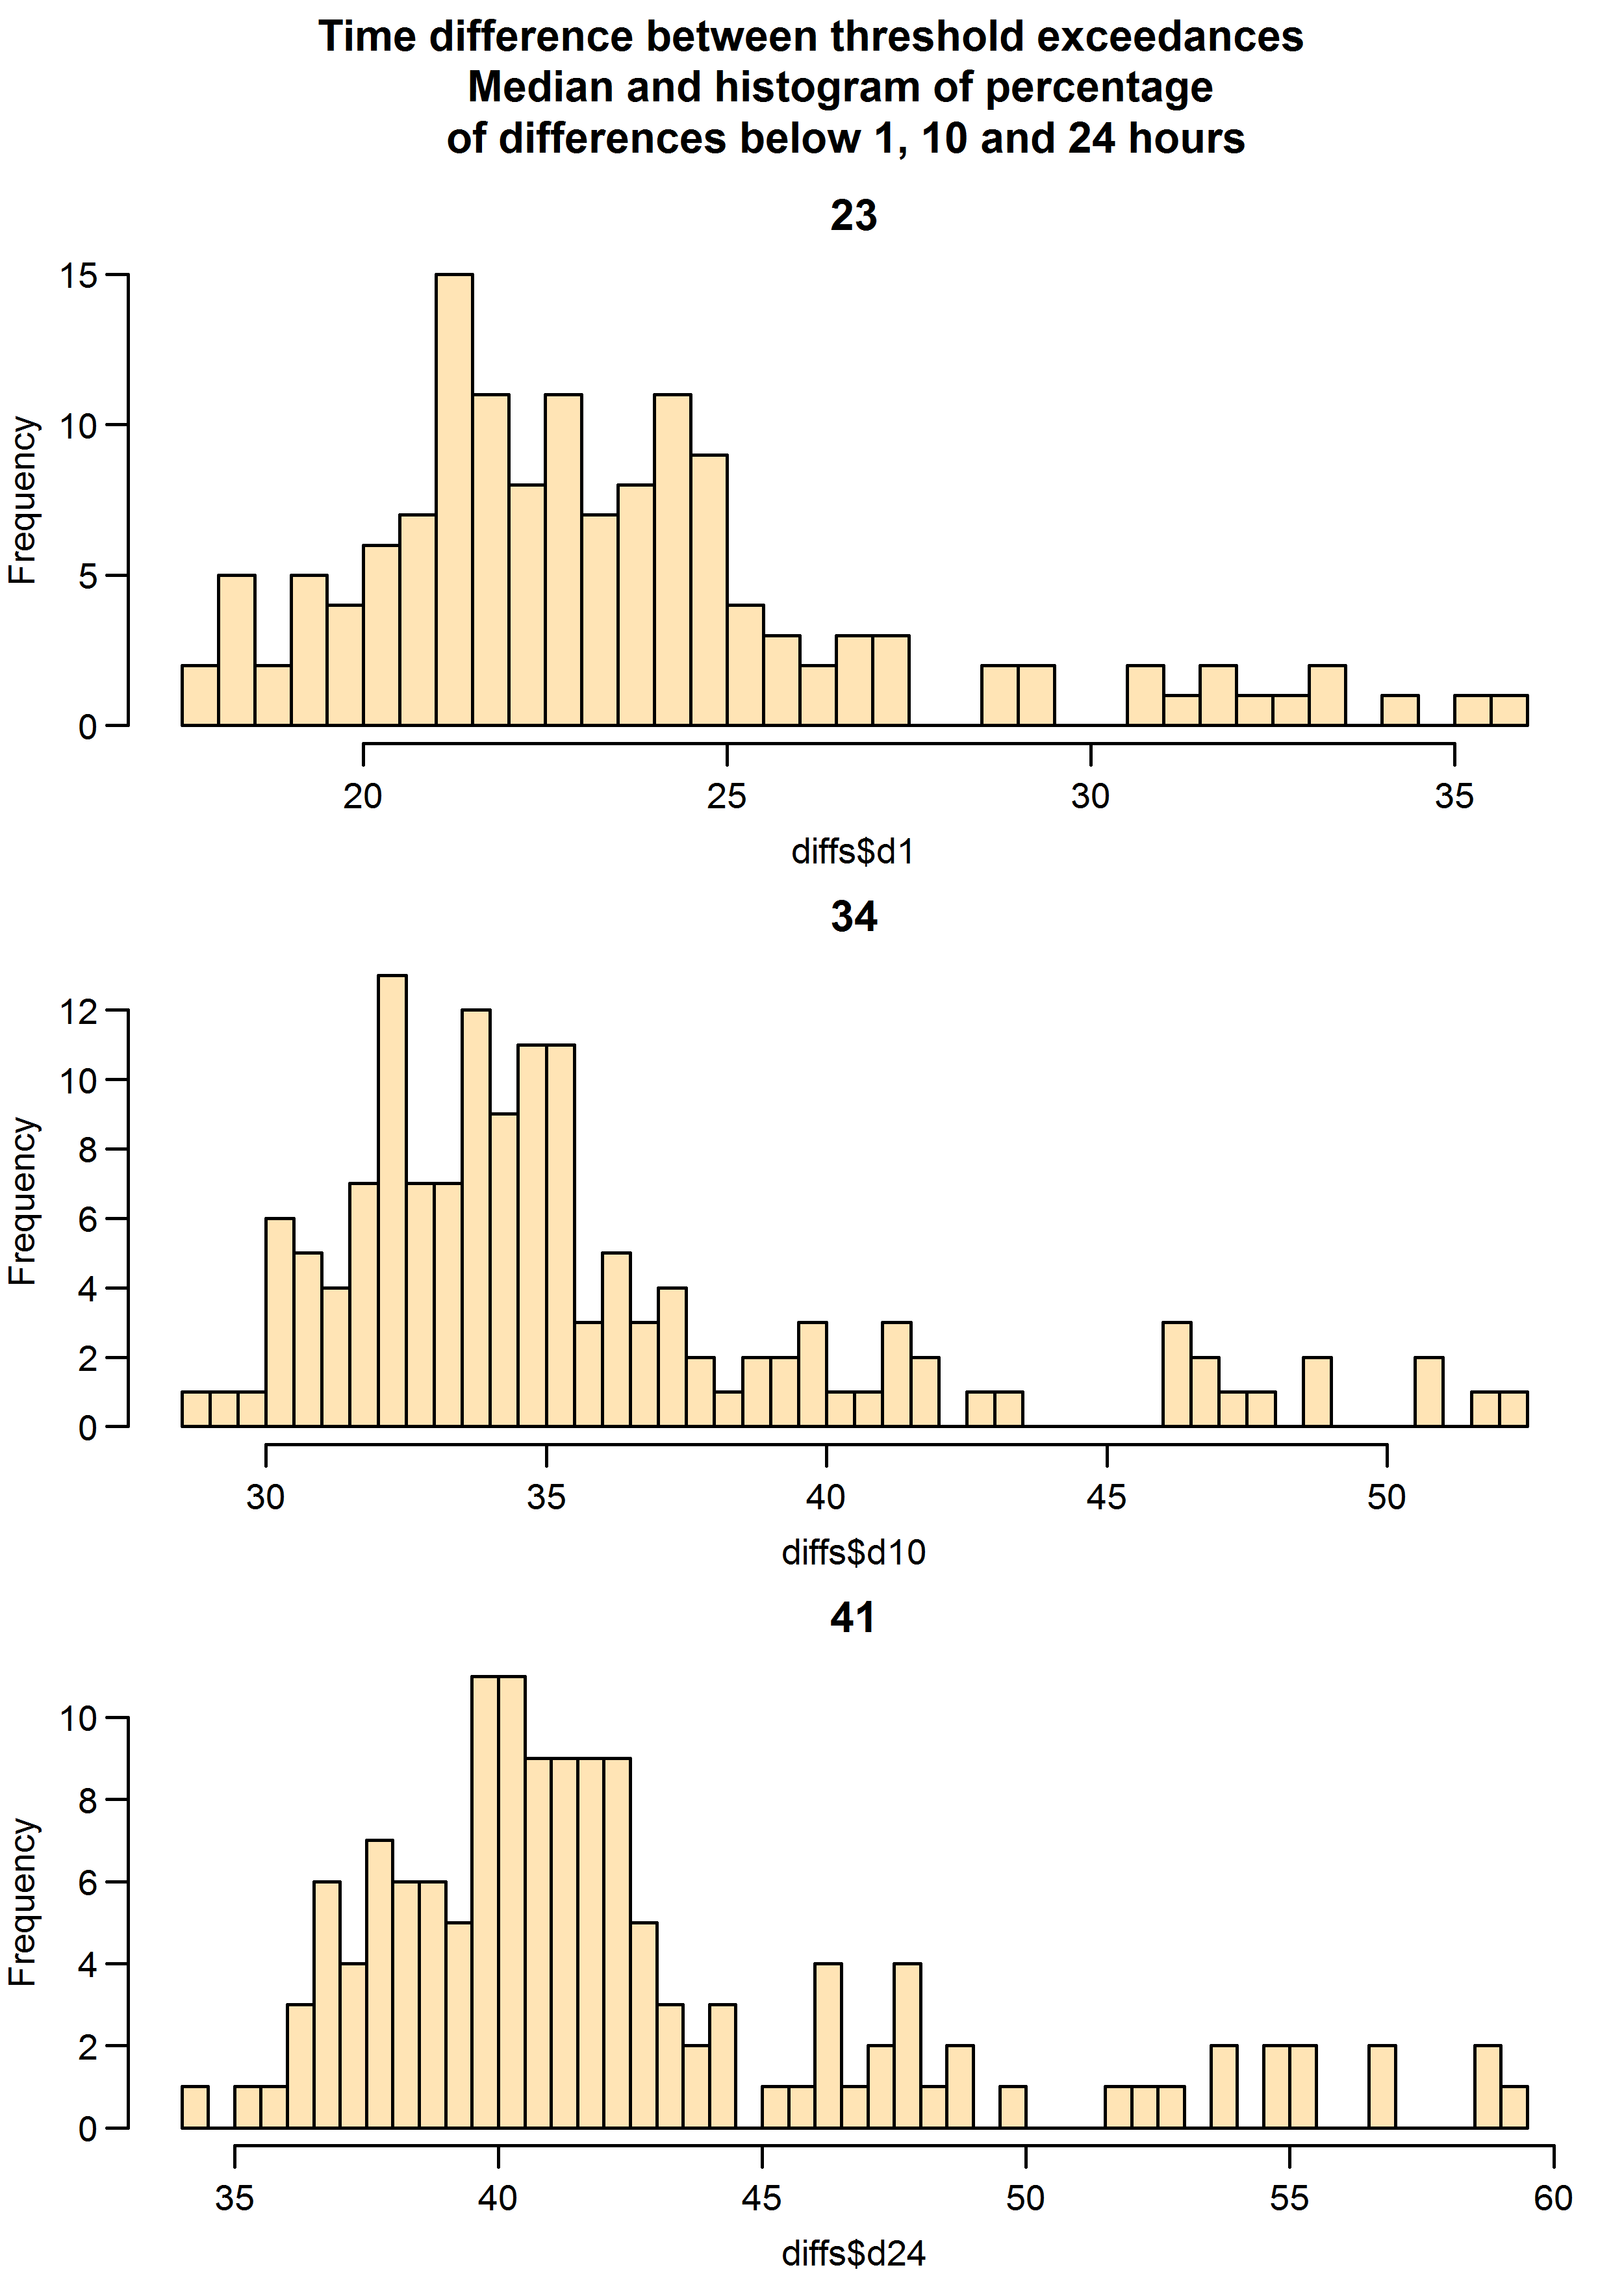 Time difference between threshold exceedances
Median and histogram of percentage
of differences below 1, 10 and 24 hours
23
Frequency
15
10
5
0
20 25 30 35
diffs$d1
34
Frequency
12
10
8
6
4
2
0
30 35 40 45 50
diffs$d10
41
Frequency
10
8
6
4
2
0
35 40 45 50 55 60
diffs$d24